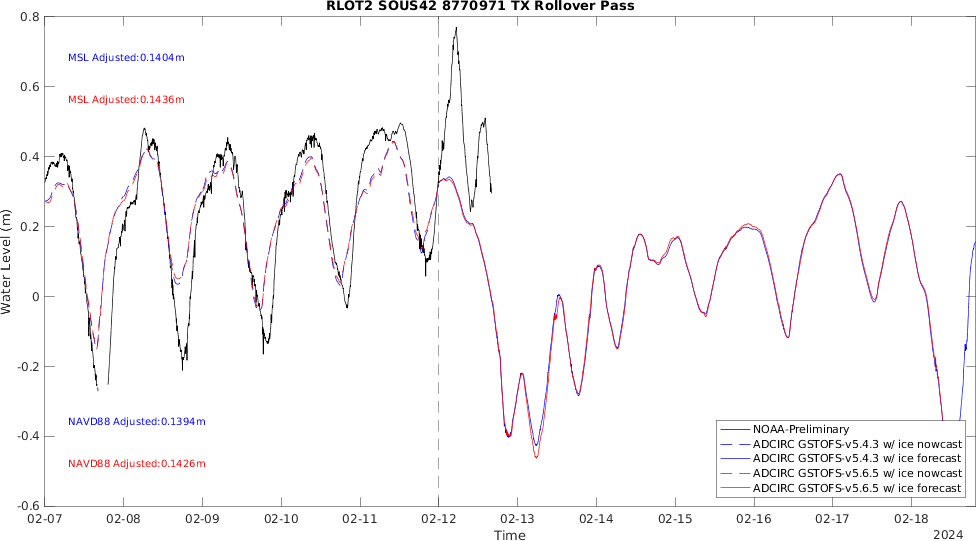 RLOT2 SOUS42 8770971 TX Rollover Pass
0.8
0.6
0.4
0.2
0
-0.2
-0.4
-0.6
Water Level (m)
MSL Adjusted:0.1404m
MSL Adjusted:0.1436m
NAVD88 Adjusted:0.1394m
NAVD88 Adjusted:0.1426m
NOAA-Preliminary
ADCIRC GSTOFS-v5.4.3 w/ ice nowcast
ADCIRC GSTOFS-v5.4.3 w/ ice forecast
ADCIRC GSTOFS-v5.6.5 w/ ice nowcast
ADCIRC GSTOFS-v5.6.5 w/ ice forecast
02-07 02-08 02-09 02-10 02-11 02-12 02-13 02-14 02-15 02-16 02-17 02-18
Time
2024